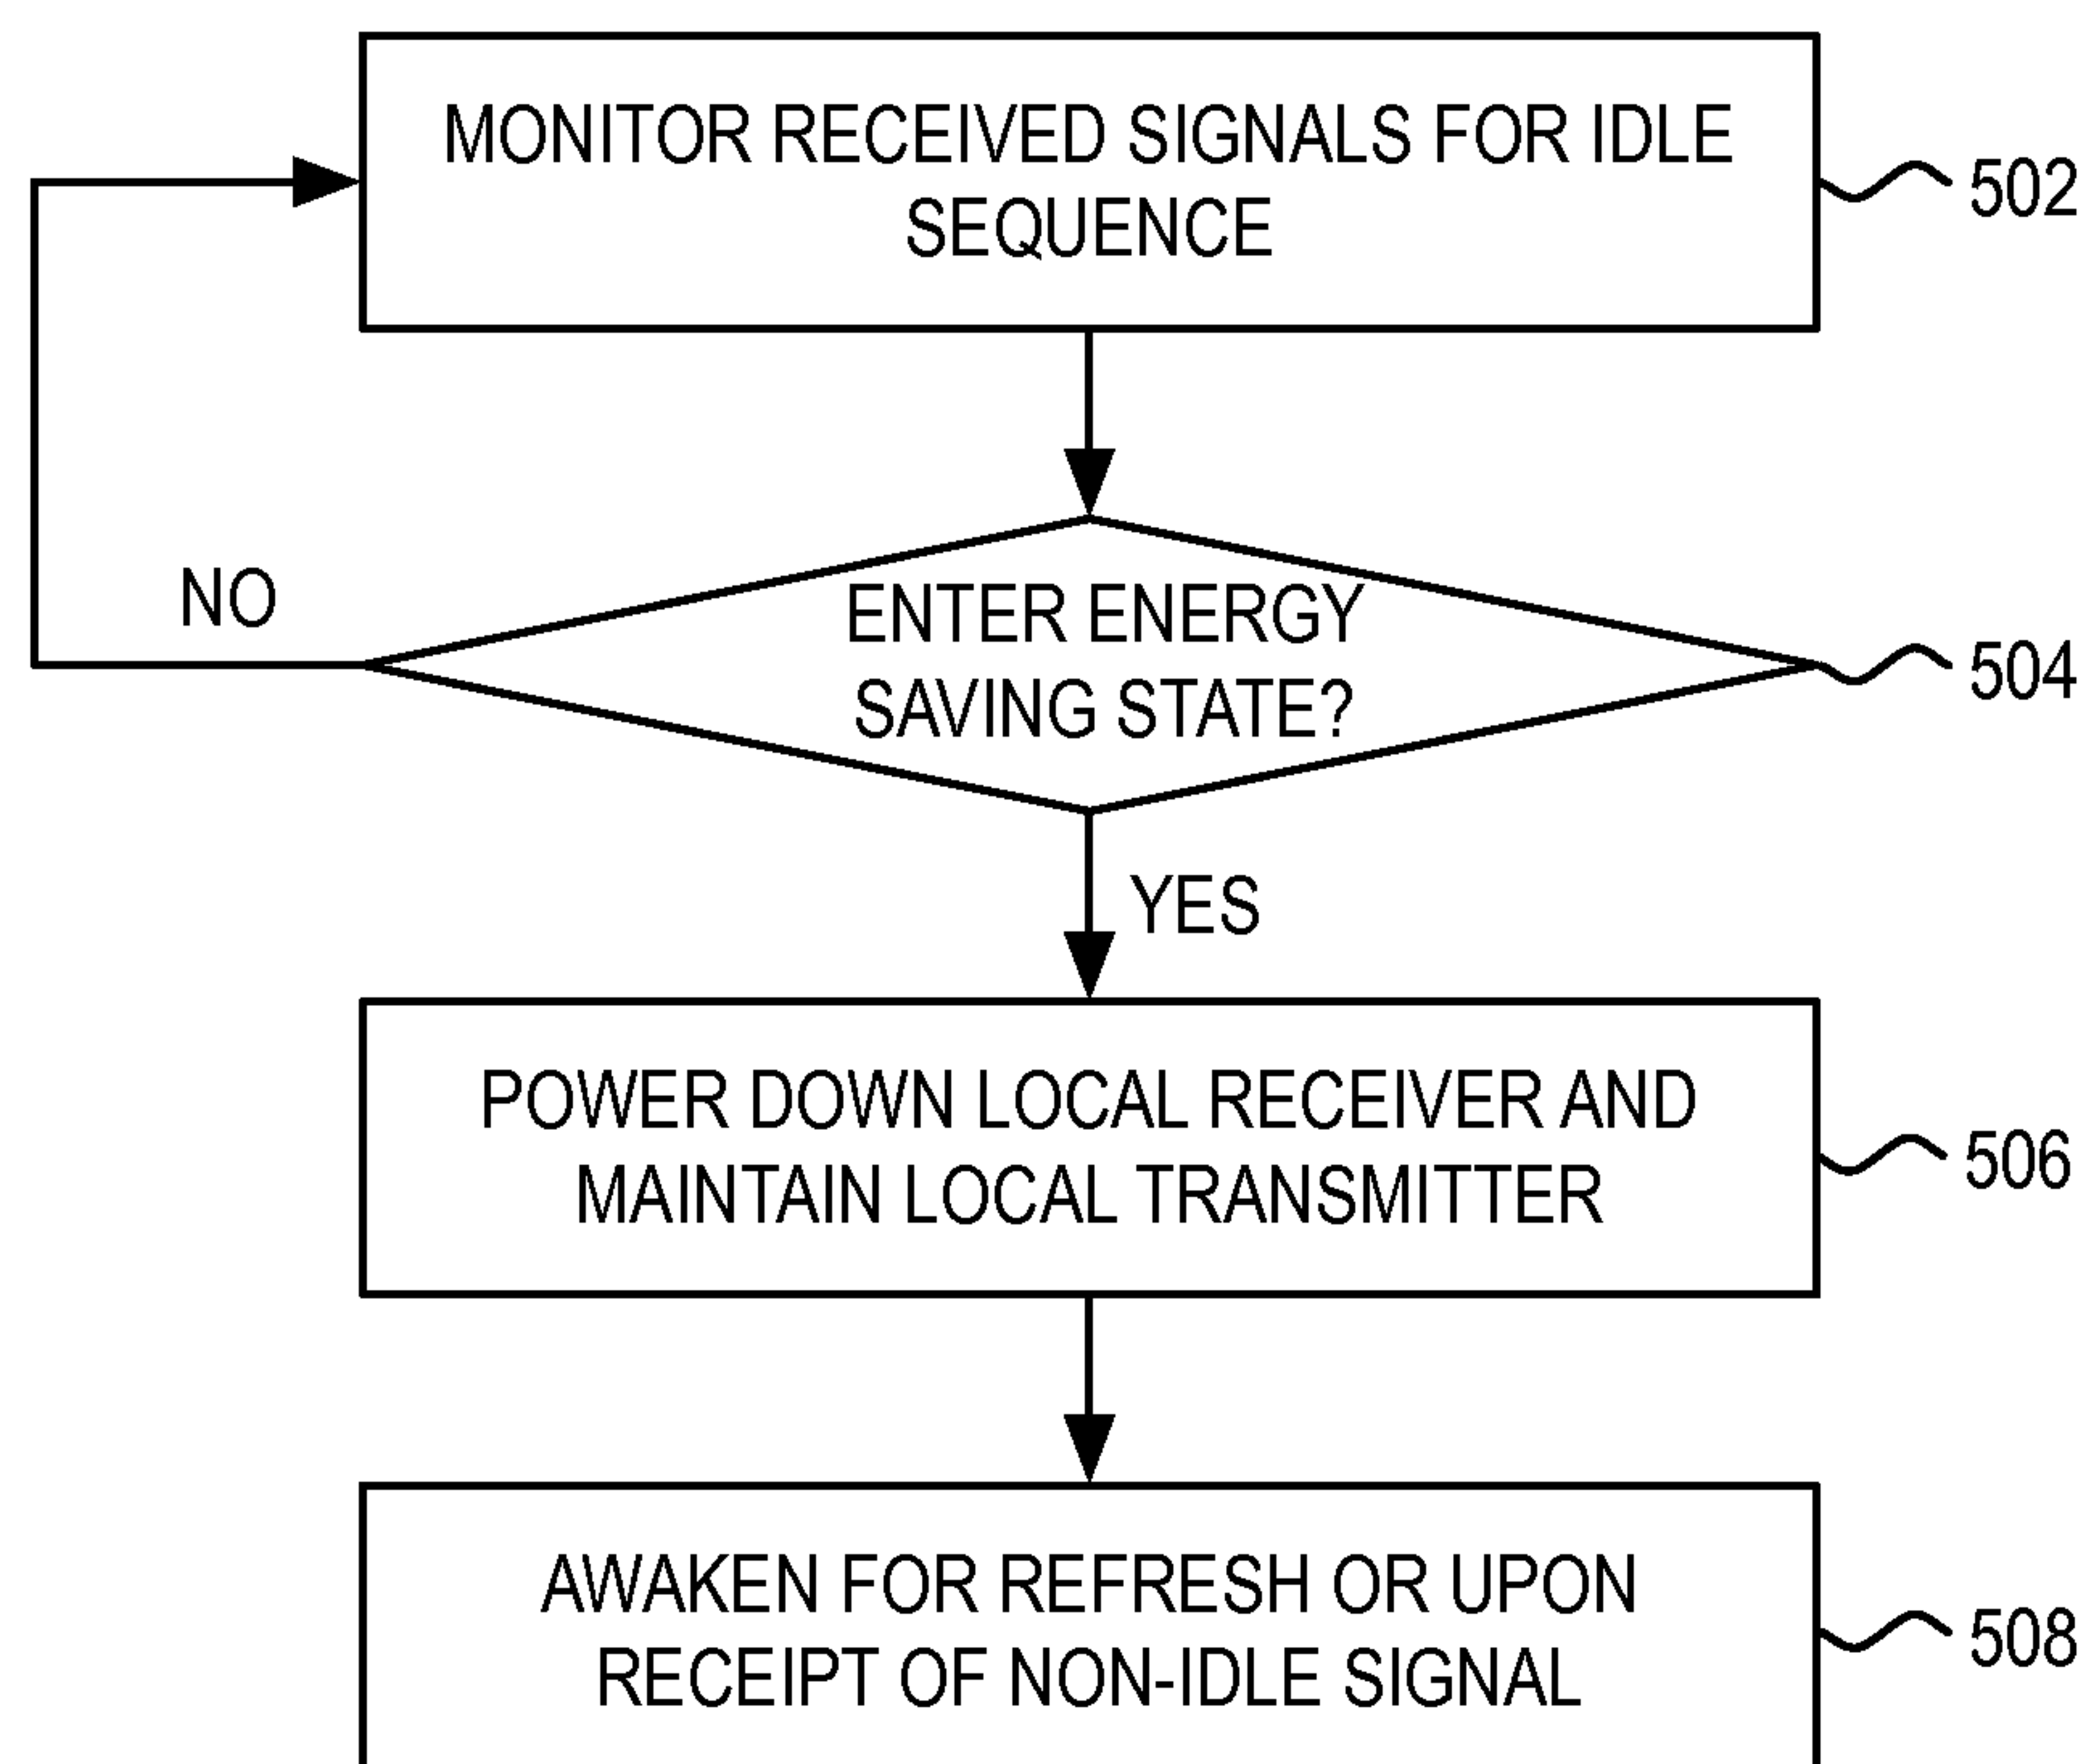 MONITOR RECEIVED SIGNALS FOR IDLE
SEQUENCE
502
ENTER ENERGY
SAVING STATE?
504
NO
YES
POWER DOWN LOCAL RECEIVER AND
MAINTAIN LOCAL TRANSMITTER
506
AWAKEN FOR REFRESH OR UPON
RECEIPT OF NON-IDLE SIGNAL
508